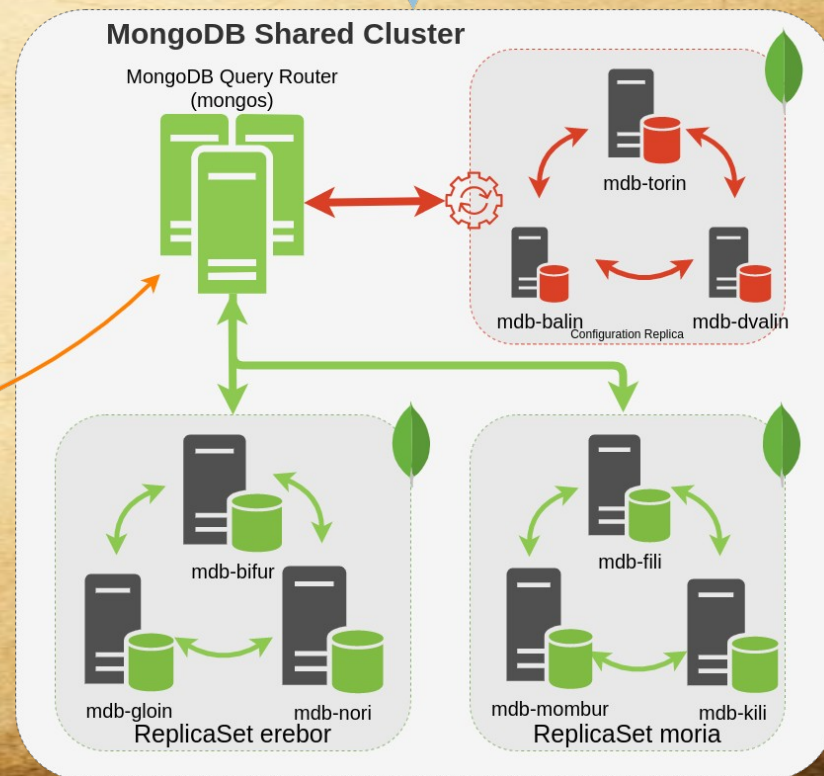 MongoDB Shared Cluster
MongoDB Query Router
(mongos)
mdb-torin
mdb-balin
mdb-dvalin
Configuration Replica
mdb-bifur
mdb-gloin
mdb-nori
ReplicaSet erebor
mdb-fili
mdb-mombur
mdb-kili
ReplicaSet moria